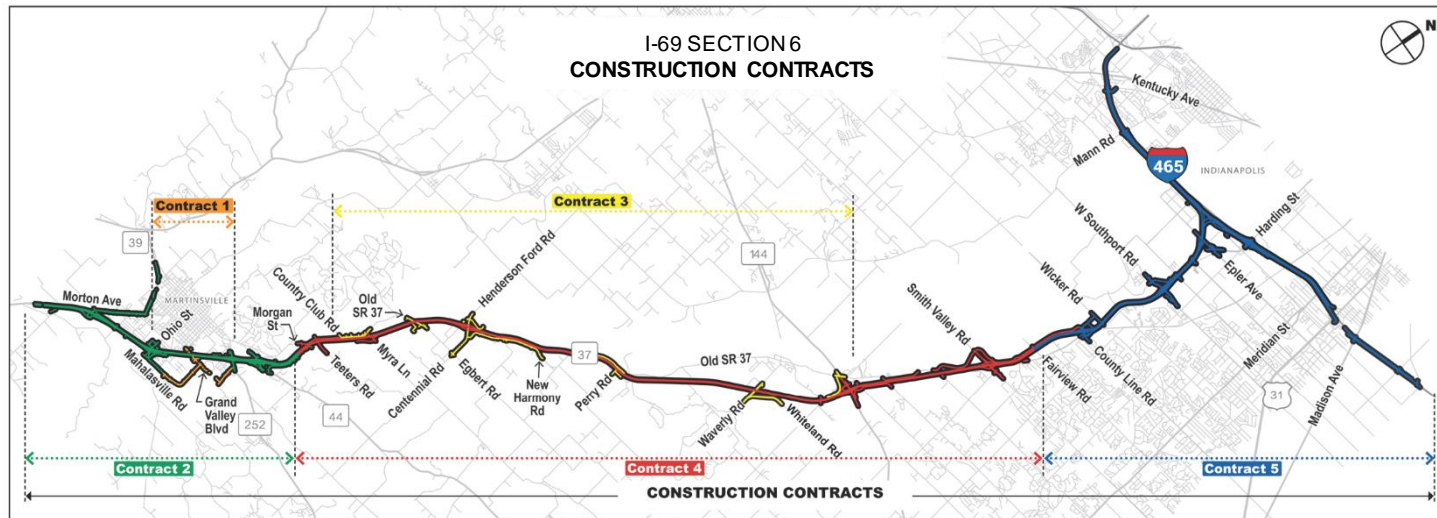 I-69 SECTION 6
CONSTRUCTION CONTRACTS
N
Kentucky Ave
Mann Rd
465
INDIANAPOLIS
Contract 1
Contract 3
39
144
Harding St
W Southport Rd
Epler Ave
Henderson Ford Rd
Country Club Rd
Old
SR 37
Wicker Rd
Morton Ave
MARTINSVILLE
Ohio St
Morgan
St
Smith Valley Rd
Meridian St
Mahalasville Rd
Teeters Rd
Myra Ln
Centennial Rd
Egbert Rd
New
Harmony
Rd
37
Perry Rd
Old SR 37
Fairview Rd
County Line Rd
31
Madison Ave
Grand
Valley
Blvd
252
44
Waverly Rd
Whiteland Rd
Contract 2
Contract 4
Contract 5
CONSTRUCTION CONTRACTS